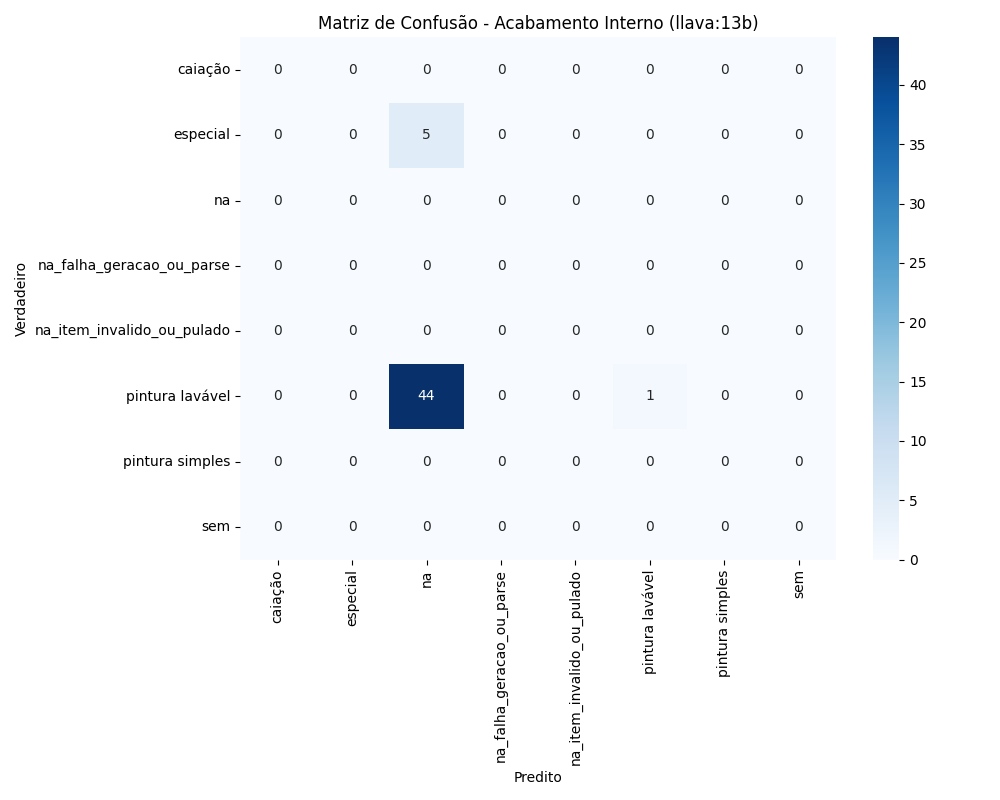 Matriz de Confusão - Acabamento Interno (llava:13b)
Verdadeiro
caiação 0 0 0 0 0 0 0 0
especial 0 0 5 0 0 0 0 0
na 0 0 0 0 0 0 0 0
na_falha_geracao_ou_parse 0 0 0 0 0 0 0 0
na_item_invalido_ou_pulado 0 0 0 0 0 0 0 0
pintura lavável 0 0 44 0 0 1 0 0
pintura simples 0 0 0 0 0 0 0 0
sem 0 0 0 0 0 0 0 0
caiação
especial
na
na_falha_geracao_ou_parse
na_item_invalido_ou_pulado
pintura lavável
pintura simples
sem
Predito
40
35
30
25
20
15
10
5
0